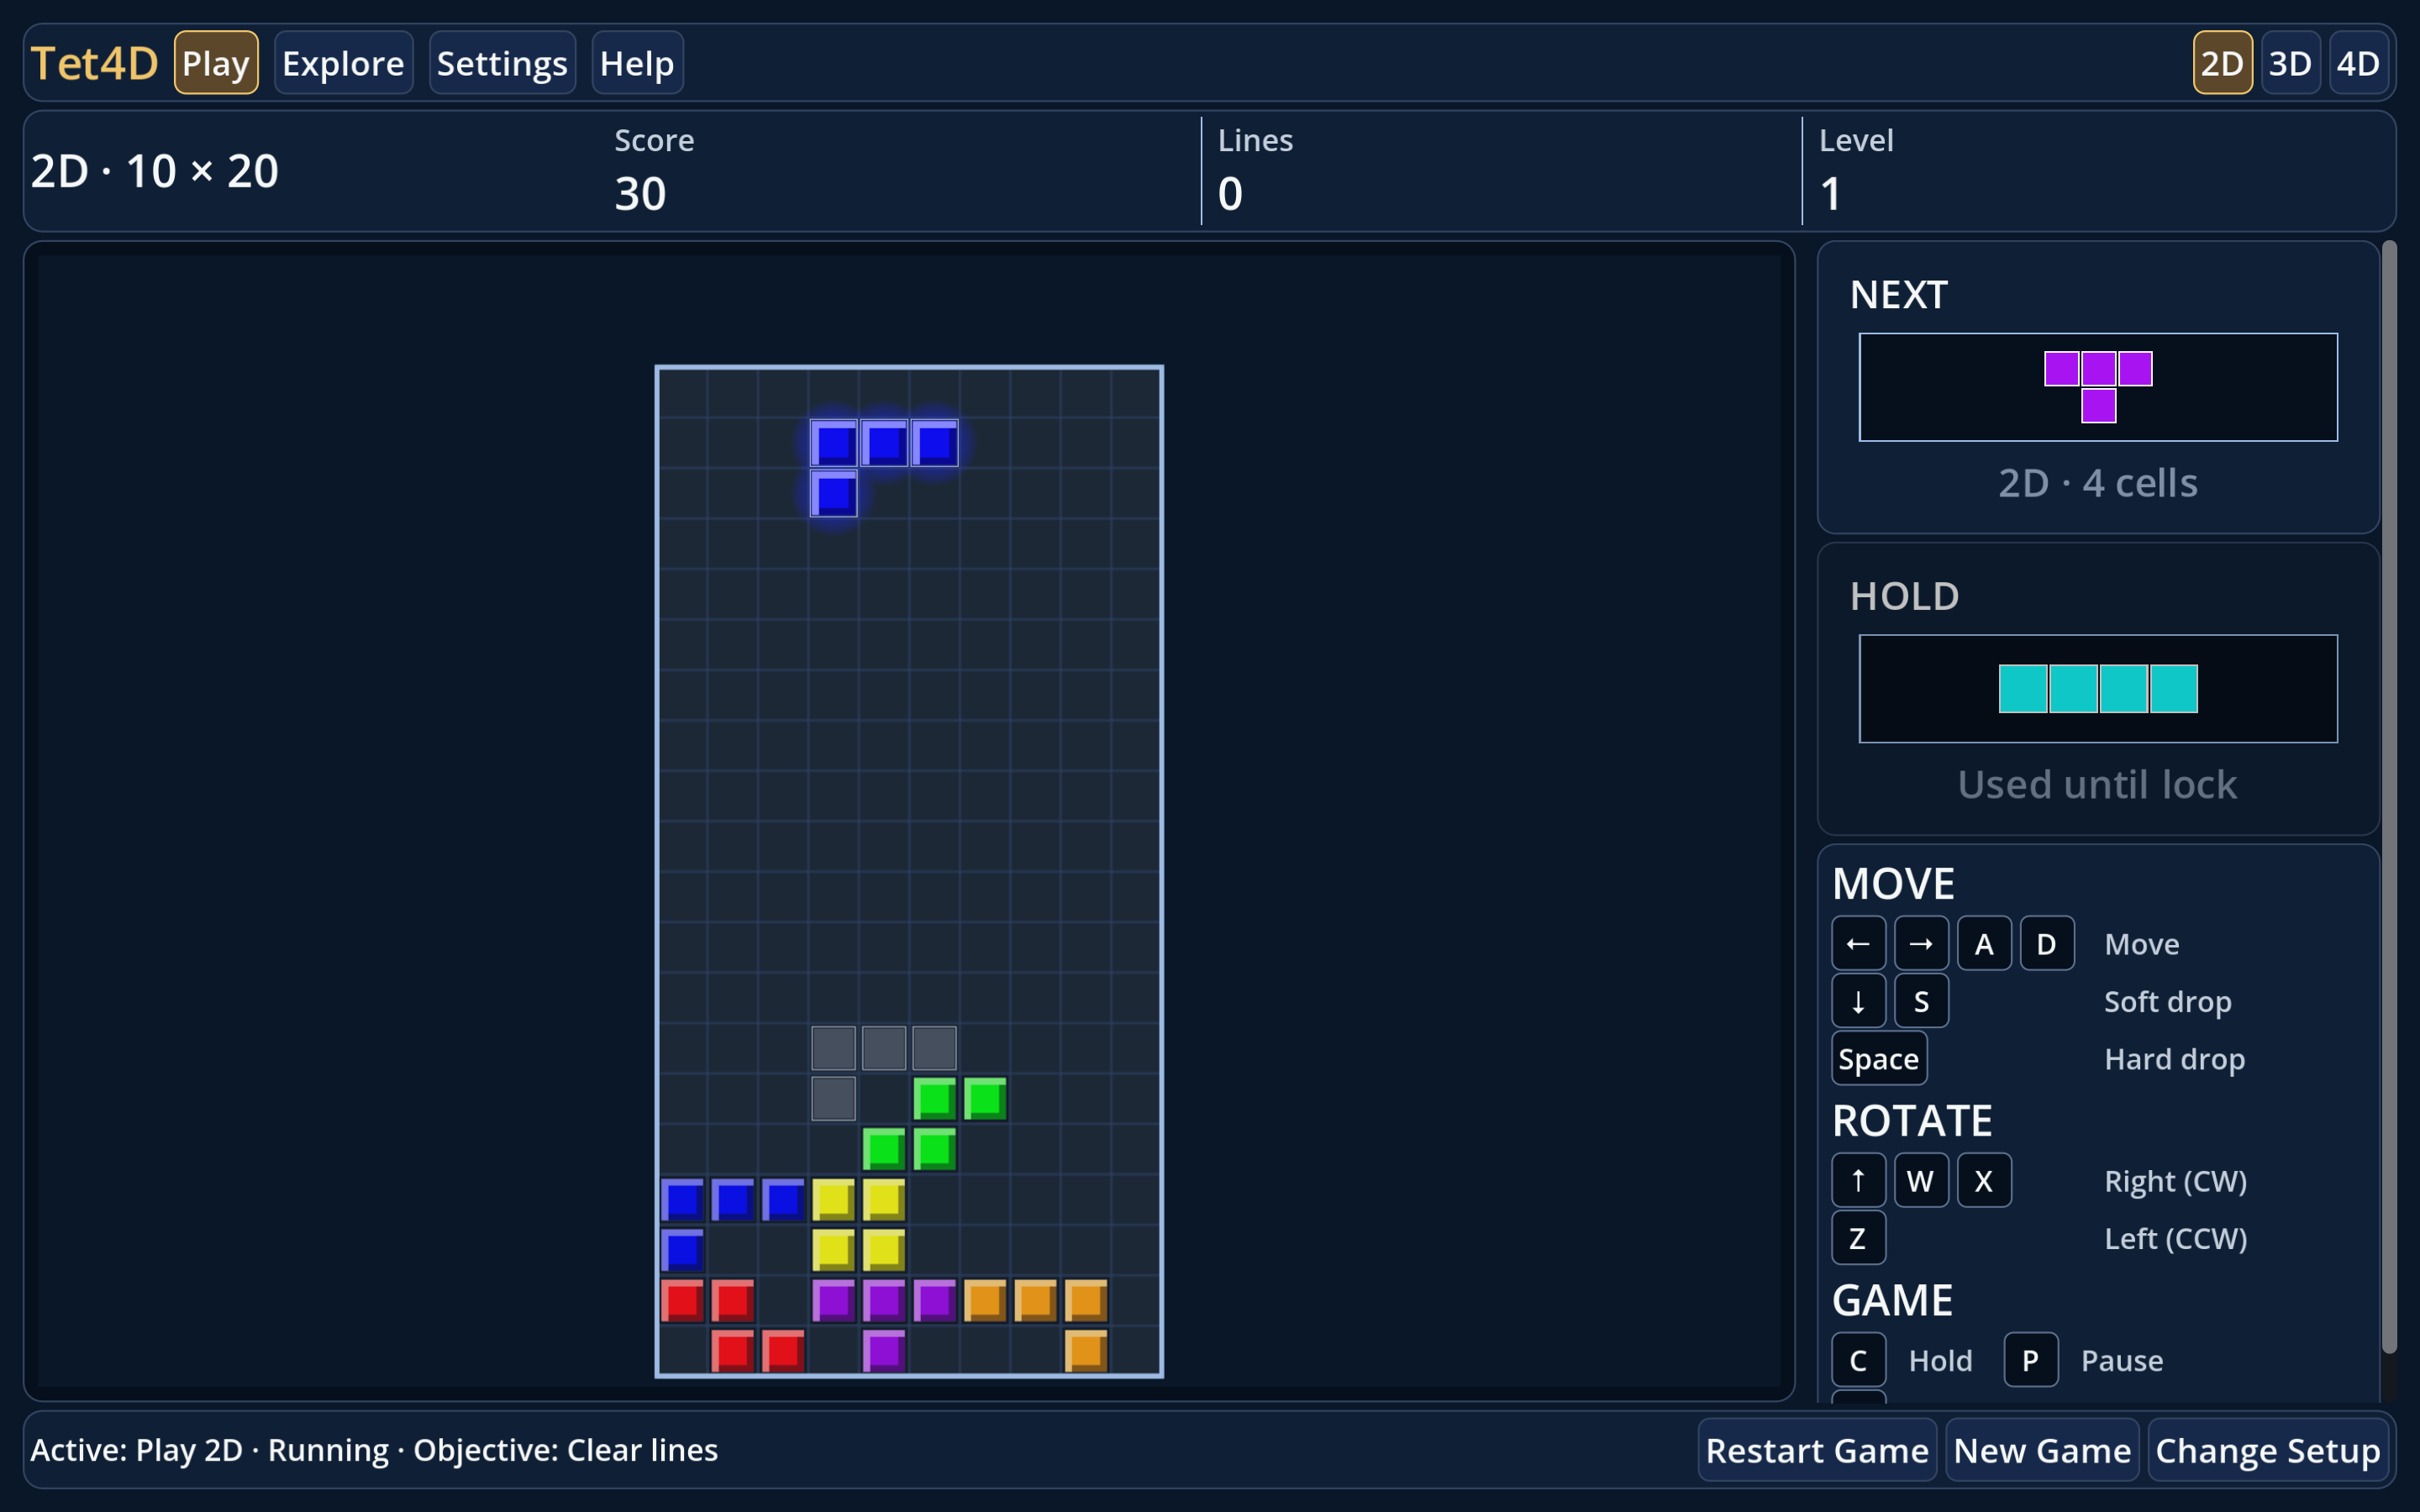 Tet4D Play Explore Settings Help 2D 3D 4D
2D · 10 × 20
Score
30
Lines
0
Level
1
NEXT
2D · 4 cells
HOLD
Used until lock
MOVE
← → A D Move
↓ S Soft drop
Space Hard drop
ROTATE
↑ W X Right (CW)
Z Left (CCW)
GAME
C Hold P Pause
Active: Play 2D · Running · Objective: Clear lines
Restart Game New Game Change Setup